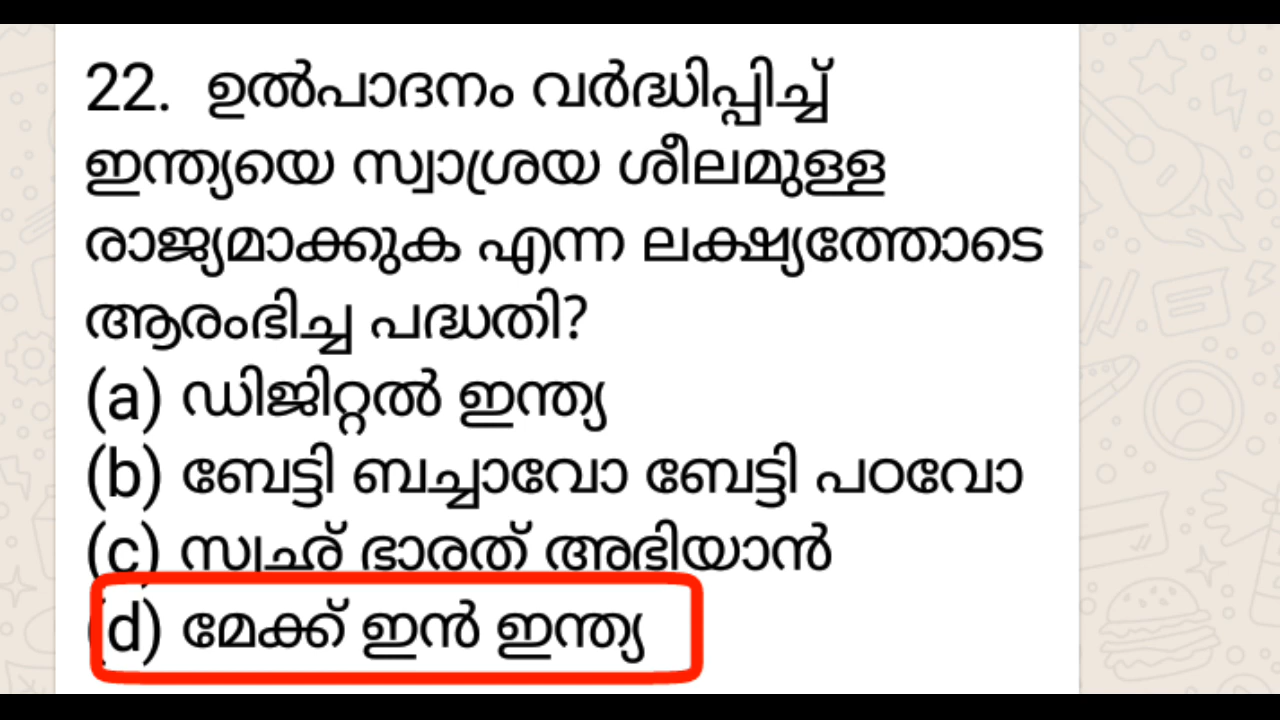 22. ഉൽപാദനം വർദ്ധിപ്പിച്ച്
ഇന്ത്യയെ സ്വാശ്രയ ശീലമുള്ള
രാജ്യമാക്കുക എന്ന ലക്ഷ്യത്തോടെ
ആരംഭിച്ച പദ്ധതി?
(a) ഡിജിറ്റൽ ഇന്ത്യ
(b) ബേട്ടി ബച്ചാവോ ബേട്ടി പഠവോ
(c) സ്വഛ് ഭാരത് അഭിയാൻ
(d) മേക്ക് ഇൻ ഇന്ത്യ